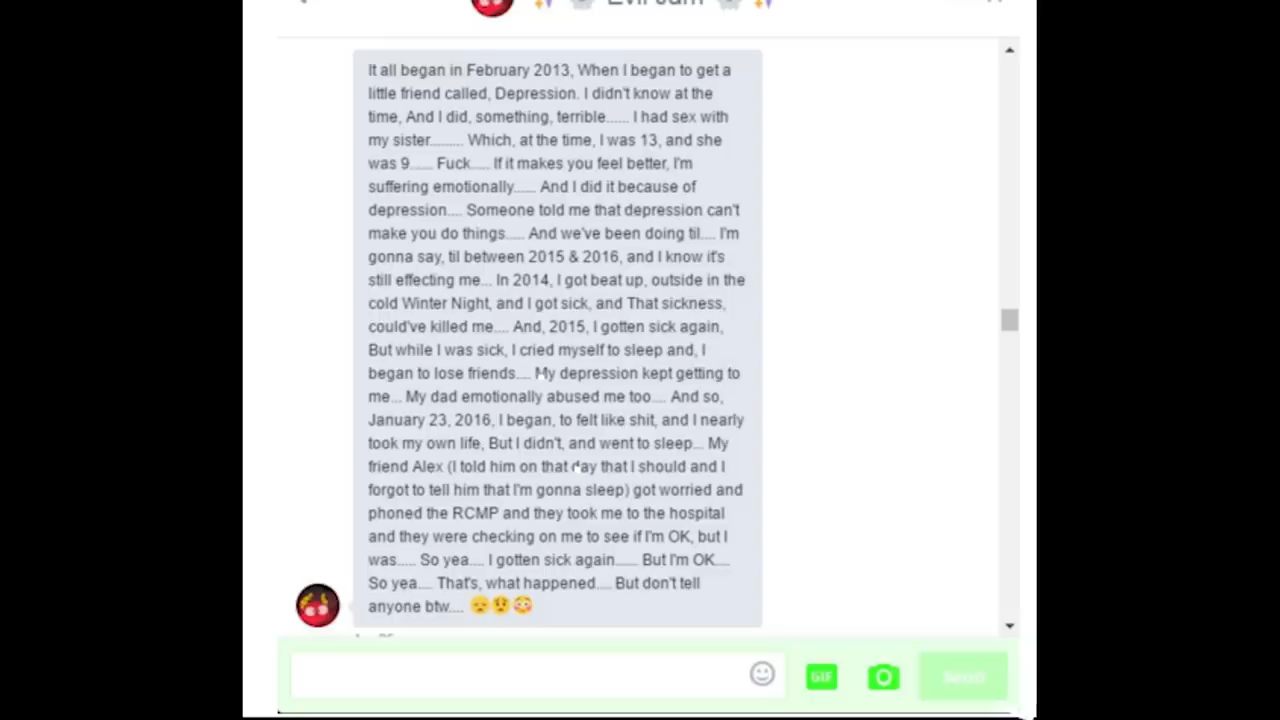 It all began in February 2013, When I began to get a
little friend called, Depression. I didn't know at the
time, And I did, something, terrible...... I had sex with
my sister......... Which, at the time, I was 13, and she
was 9...... Fuck..... If it makes you feel better, I'm
suffering emotionally...... And I did it because of
depression.... Someone told me that depression can't
make you do things..... And we've been doing til.... I'm
gonna say, til between 2015 & 2016, and I know it's
still effecting me... In 2014, I got beat up, outside in the
cold Winter Night, and I got sick, and That sickness,
could've killed me.... And, 2015, I gotten sick again,
But while I was sick, I cried myself to sleep and, I
began to lose friends.... My depression kept getting to
me... My dad emotionally abused me too.... And so,
January 23, 2016, I began, to felt like shit, and I nearly
took my own life, But I didn't, and went to sleep... My
friend Alex (I told him on that day that I should and I
forgot to tell him that I'm gonna sleep) got worried and
phoned the RCMP and they took me to the hospital
and they were checking on me to see if I'm OK, but I
was..... So yea.... I gotten sick again...... But I'm OK....
So yea.... That's, what happened.... But don't tell
anyone btw.... 😞😟😳
GIF
Send